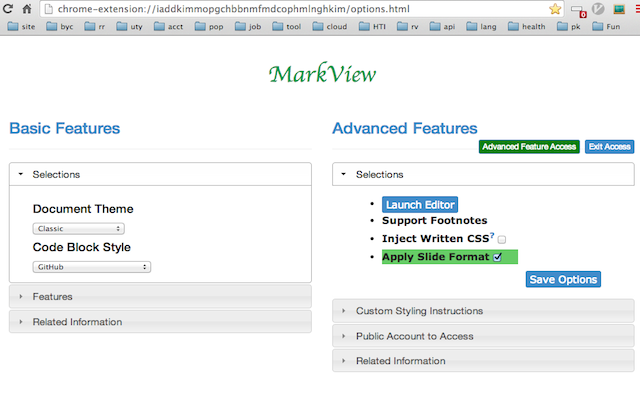 chrome-extension://iaddkimmopgchbbnmfmdcophmlnghkim/options.html
site byc rr uty acct pop job tool cloud HTI rv api lang health pk Fun
0
MarkView
Basic Features
Selections
Document Theme
Classic
Code Block Style
GitHub
Features
Related Information
Advanced Features
Advanced Feature Access Exit Access
Selections
Launch Editor
Support Footnotes
Inject Written CSS?
Apply Slide Format
Save Options
Custom Styling Instructions
Public Account to Access
Related Information